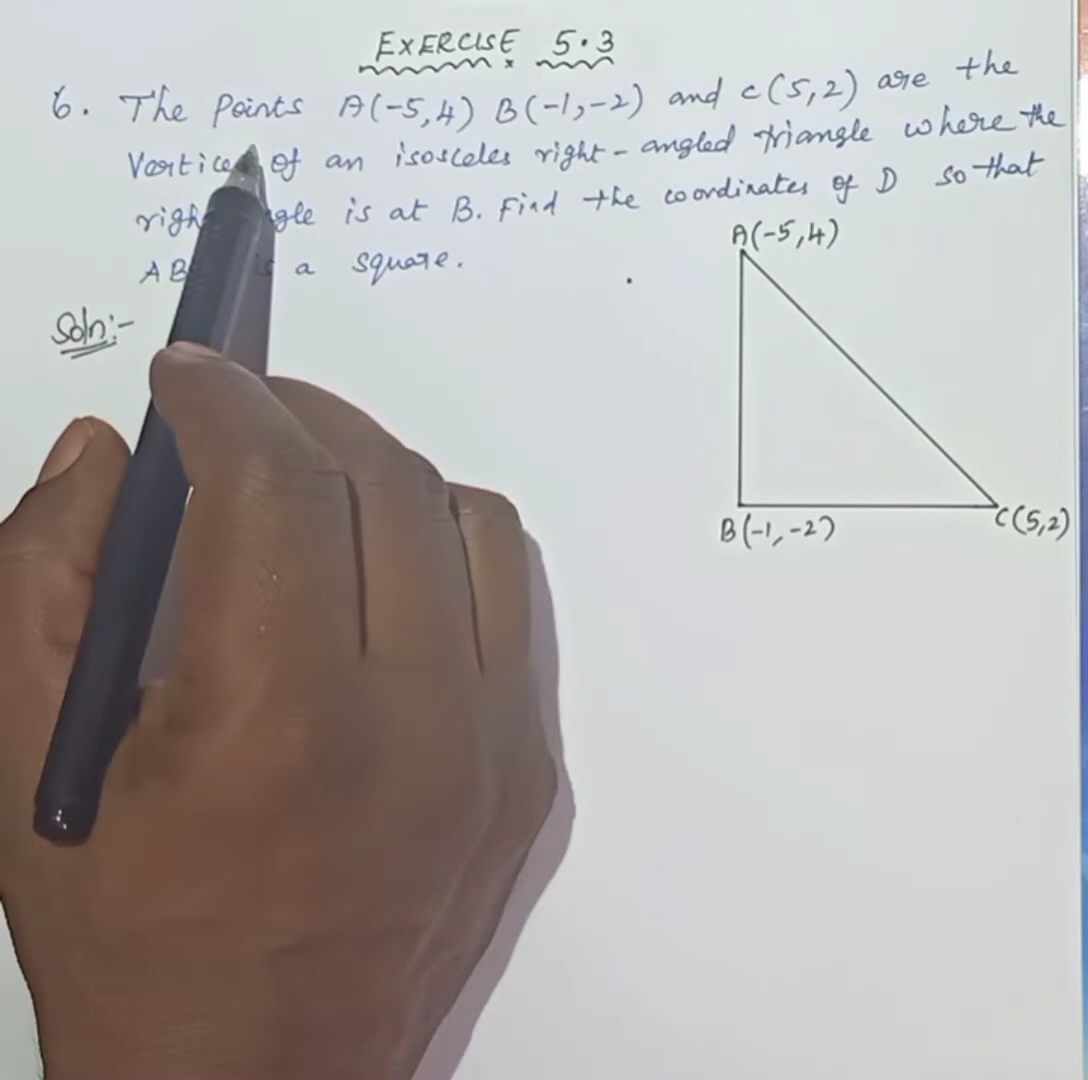 EXERCISE 5.3
6. The Points A(-5,4) B(-1,-2) and C(5,2) are the
of an isosceles right-angled triangle where the
is at B. Find the coordinates of D so that
a square.
A(-5,4)
Soln:-
B(-1,-2)
C(5,2)